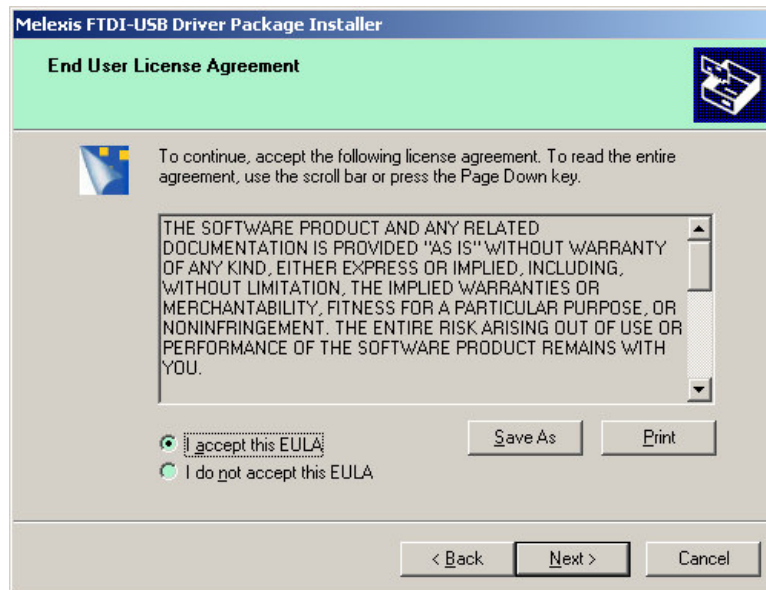 Melexis FTDI-USB Driver Package Installer
End User License Agreement
To continue, accept the following license agreement. To read the entire
agreement, use the scroll bar or press the Page Down key.
THE SOFTWARE PRODUCT AND ANY RELATED
DOCUMENTATION IS PROVIDED "AS IS" WITHOUT WARRANTY
OF ANY KIND, EITHER EXPRESS OR IMPLIED, INCLUDING,
WITHOUT LIMITATION, THE IMPLIED WARRANTIES OR
MERCHANTABILITY, FITNESS FOR A PARTICULAR PURPOSE, OR
NONINFRINGEMENT. THE ENTIRE RISK ARISING OUT OF USE OR
PERFORMANCE OF THE SOFTWARE PRODUCT REMAINS WITH
YOU.
I accept this EULA
Save As
Print
I do not accept this EULA
< Back
Next >
Cancel